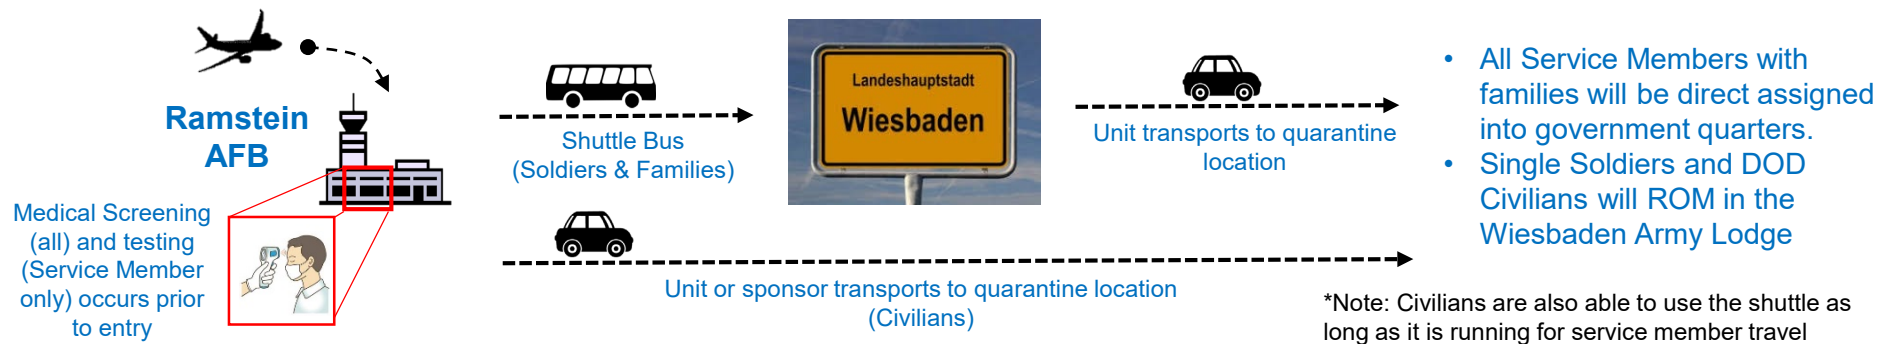 Ramstein
AFB
Medical Screening
(all) and testing
(Service Member
only) occurs prior
to entry
Shuttle Bus
(Soldiers & Families)
Landeshauptstadt
Wiesbaden
Unit transports to quarantine
location
Unit or sponsor transports to quarantine location
(Civilians)
• All Service Members with
families will be direct assigned
into government quarters.
• Single Soldiers and DOD
Civilians will ROM in the
Wiesbaden Army Lodge
*Note: Civilians are also able to use the shuttle as
long as it is running for service member travel